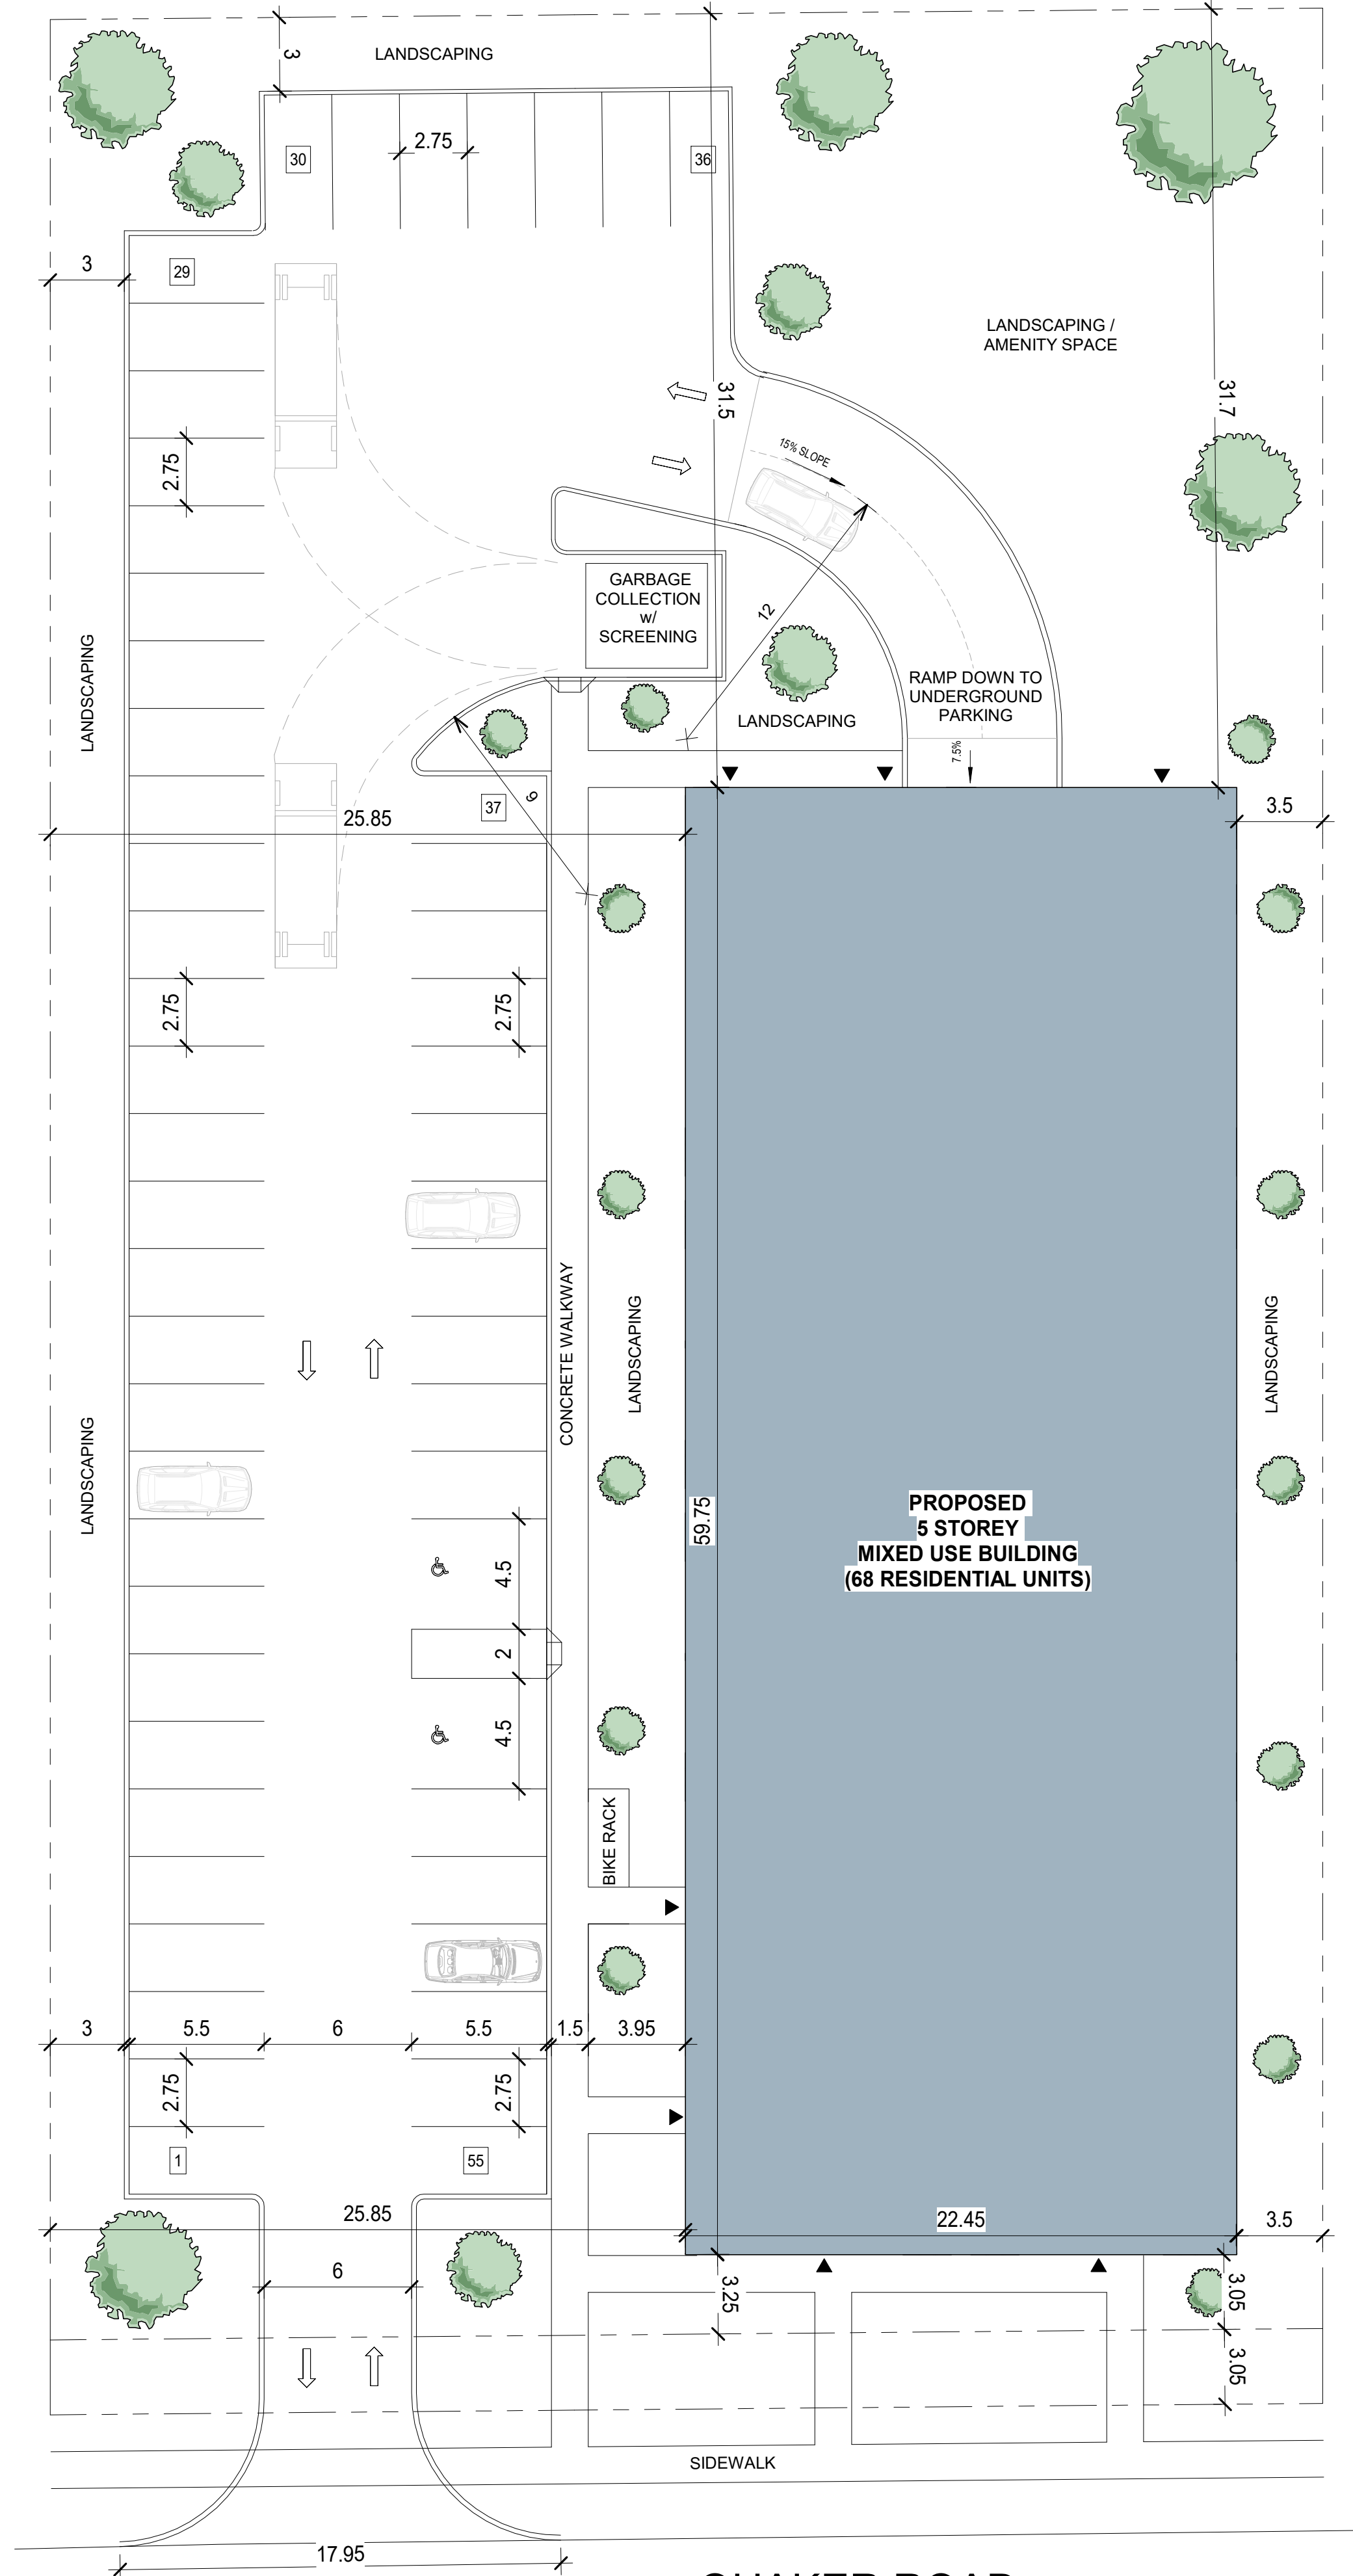 3
LANDSCAPING
30
2.75
36
3
29
LANDSCAPING /
AMENITY SPACE
31.5
31.7
15% SLOPE
2.75
GARBAGE
COLLECTION
w/
SCREENING
12
LANDSCAPING
RAMP DOWN TO
UNDERGROUND
PARKING
LANDSCAPING
7.5%
37
9
25.85
3.5
2.75
2.75
CONCRETE WALKWAY
LANDSCAPING
LANDSCAPING
LANDSCAPING
59.75
PROPOSED
5 STOREY
MIXED USE BUILDING
(68 RESIDENTIAL UNITS)
4.5
2
4.5
BIKE RACK
3
5.5
6
5.5
1.5
3.95
2.75
2.75
1
55
25.85
22.45
3.5
6
3.25
3.05
3.05
SIDEWALK
17.95
QUAKER ROAD